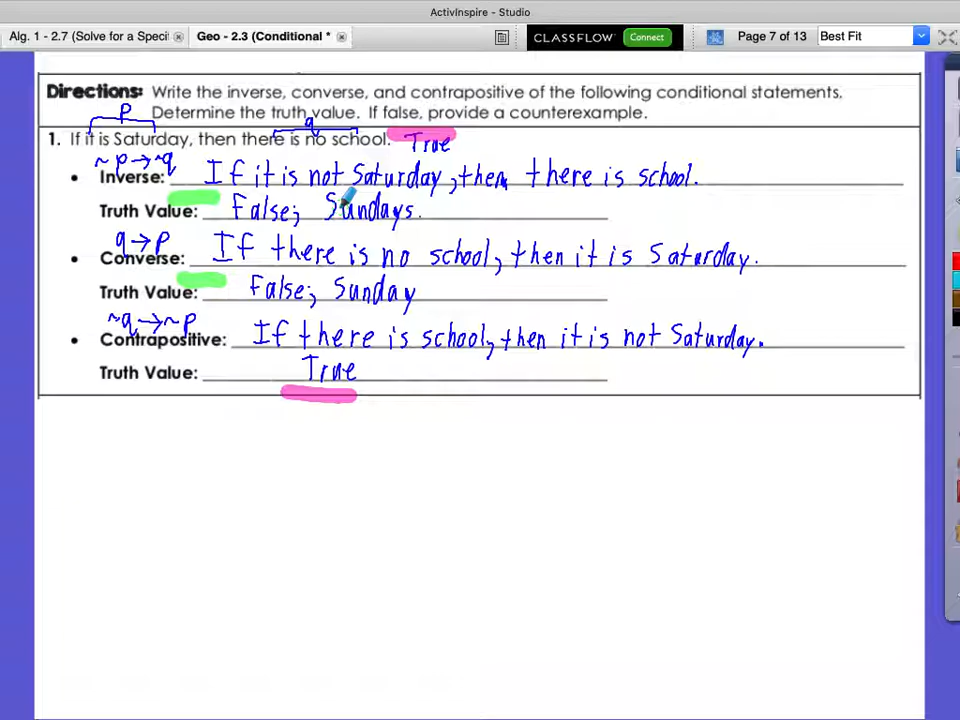 ActivInspire - Studio
Alg. 1 - 2.7 (Solve for a Speci
Geo - 2.3 (Conditional *
CLASSFLOW Connect
Page 7 of 13
Best Fit
Directions: Write the inverse, converse, and contrapositive of the following conditional statements.
Determine the truth value. If false, provide a counterexample.
p
q
1. If it is Saturday, then there is no school. True
~p→~q
• Inverse: If it is not Saturday, then there is school.
Truth Value: False; Sundays.
q→p
• Converse: If there is no school, then it is Saturday.
Truth Value: False; Sunday
~q→~p
• Contrapositive: If there is school, then it is not Saturday.
Truth Value: True